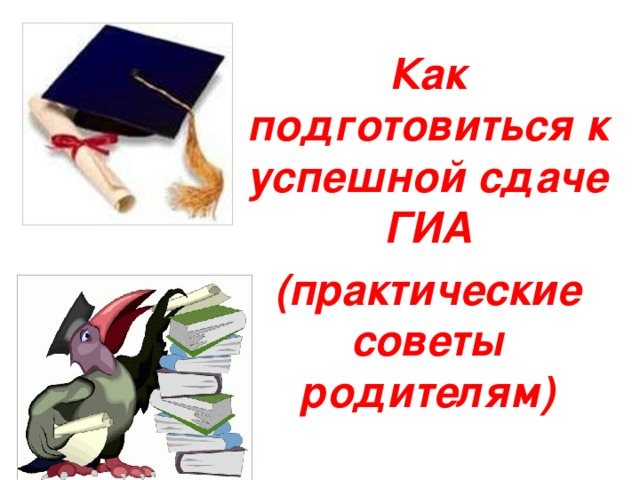 Как
подготовиться к
успешной сдаче
ГИА
(практические
советы
родителям)